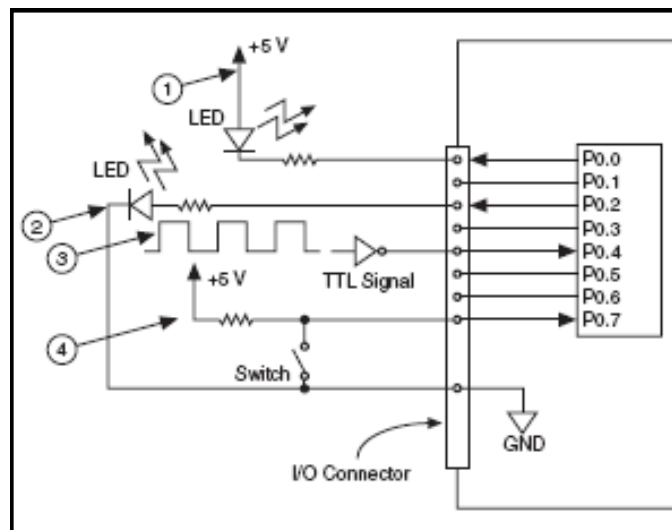 +5 V
1
LED
LED
P0.0
P0.1
2
P0.2
P0.3
3
P0.4
TTL Signal
P0.5
+5 V
P0.6
P0.7
4
Switch
GND
I/O Connector